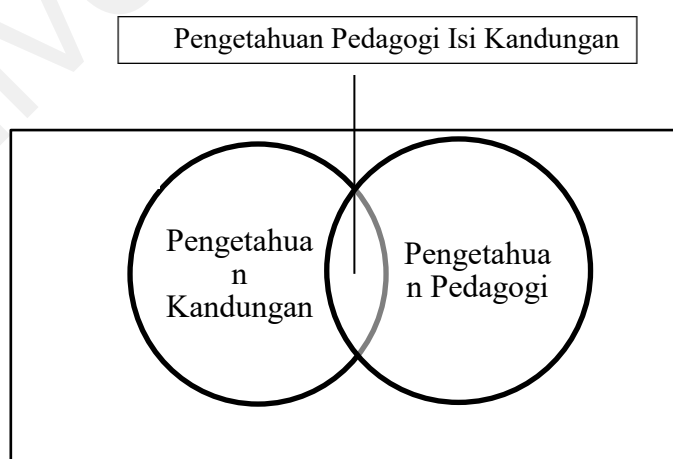 Pengetahuan Pedagogi Isi Kandungan
Pengetahua
n
Kandungan
Pengetahua
n Pedagogi